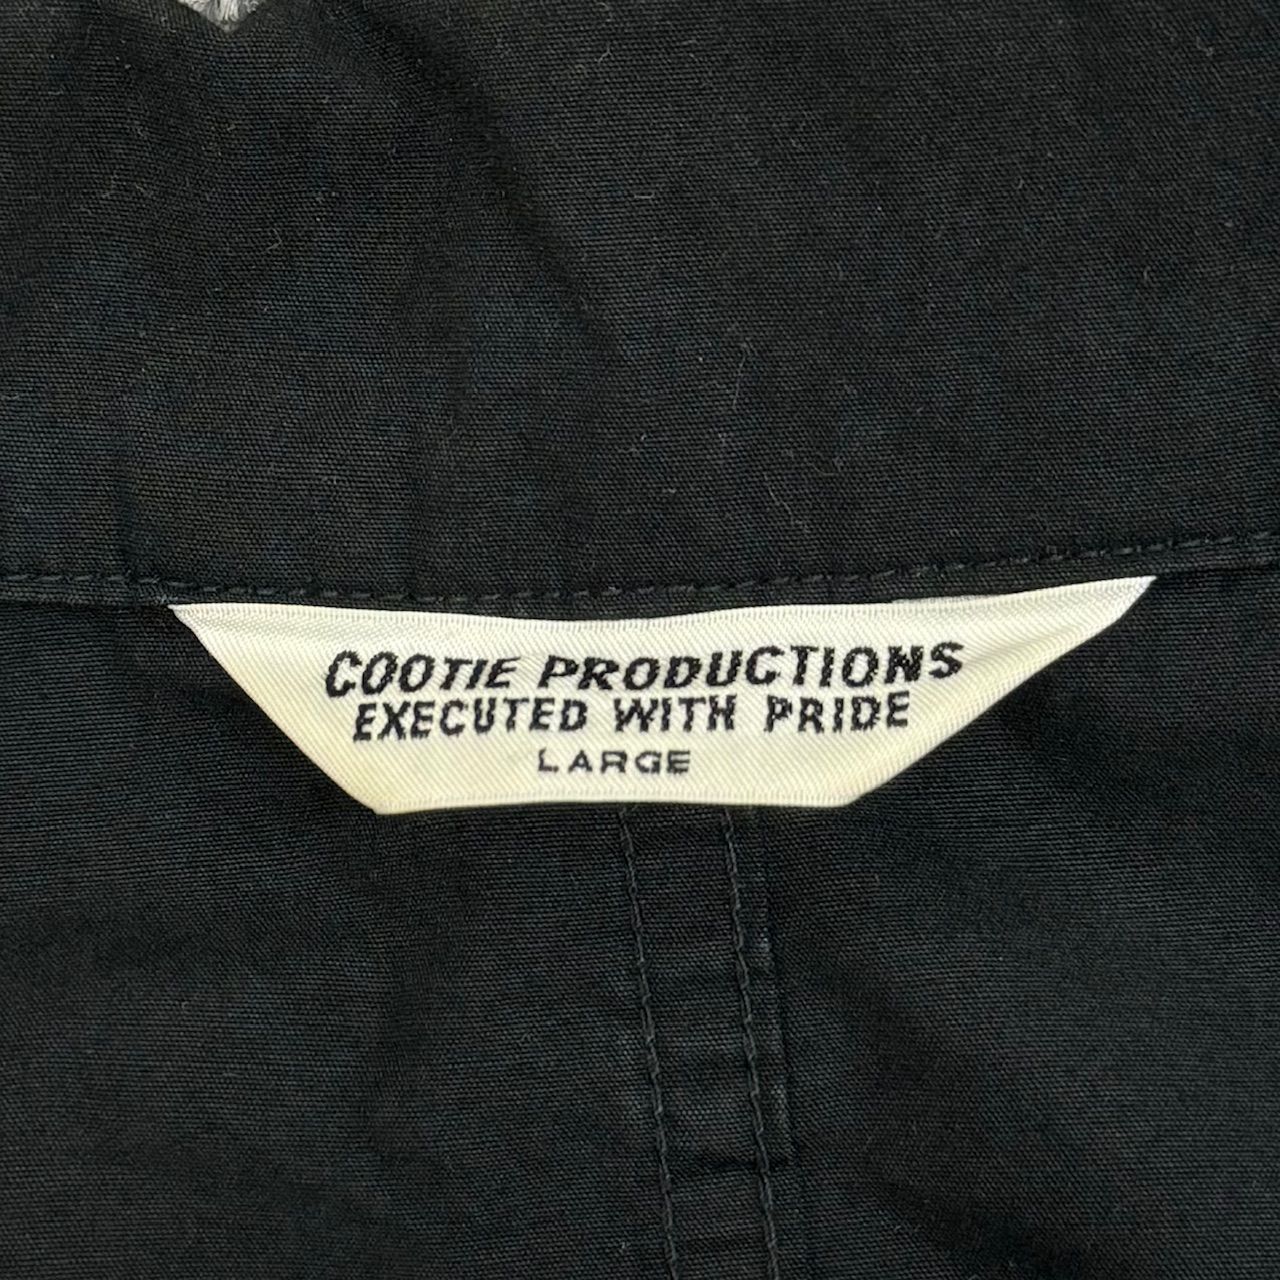 COOTIE PRODUCTIONS
EXECUTED WITH PRIDE
LARGE